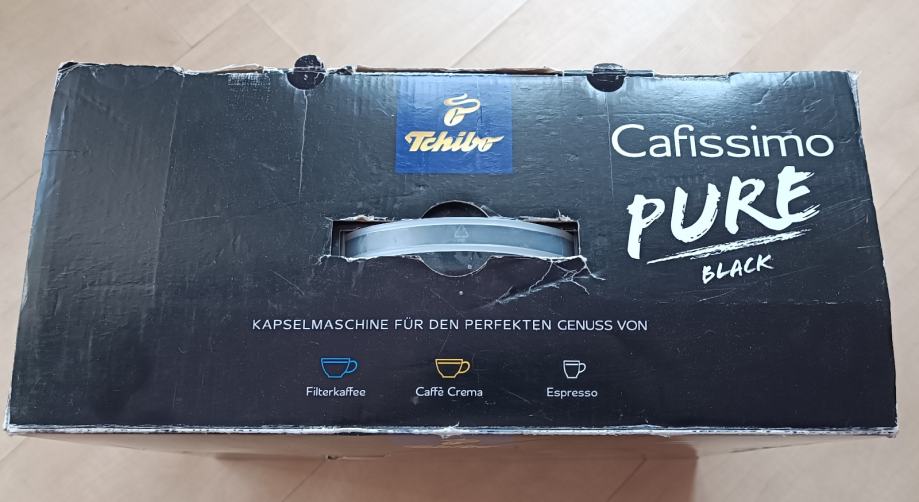 Tchibo
Cafissimo
PURE
BLACK
KAPSELMASCHINE FÜR DEN PERFEKTEN GENUSS VON
Filterkaffee Caffè Crema Espresso